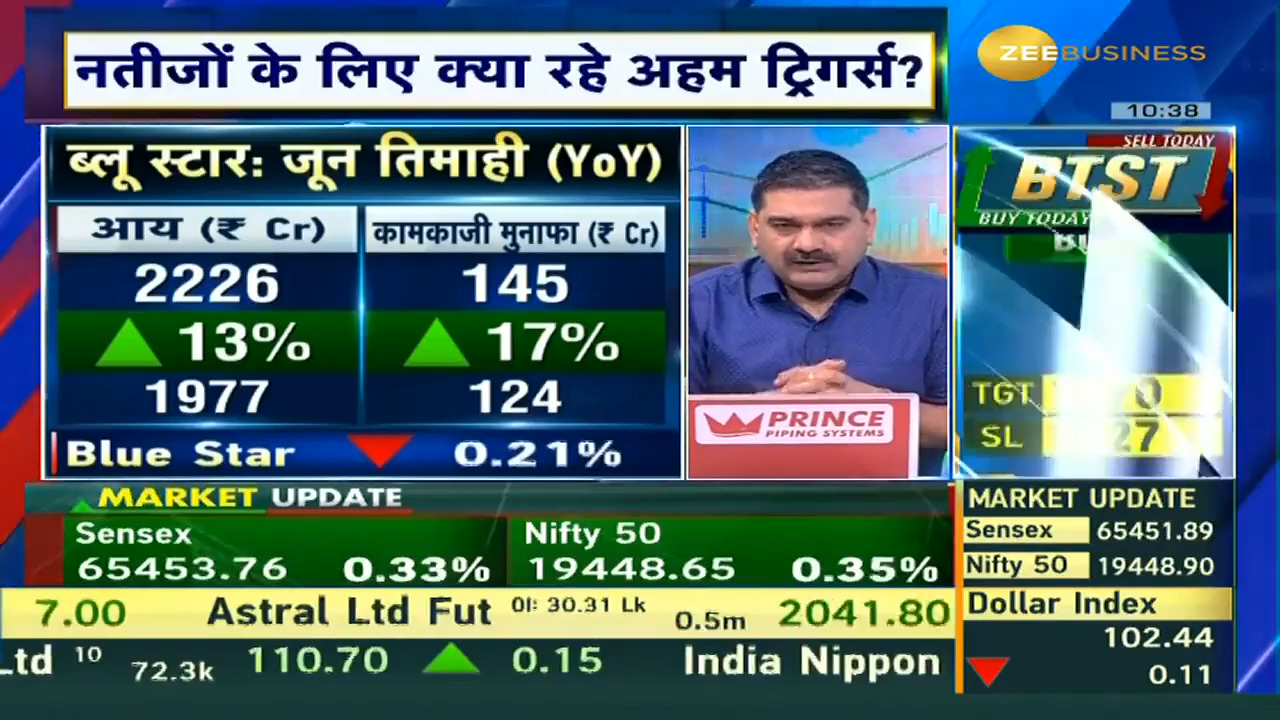 नतीजों के लिए क्या रहे अहम ट्रिगर्स?
ZEEBUSINESS
10:38
ब्लू स्टार: जून तिमाही (YoY)
आय (₹ Cr)
कामकाजी मुनाफा (₹ Cr)
2226
145
13%
17%
1977
124
Blue Star
0.21%
PRINCE
PIPING SYSTEMS
SELL TODAY
BTST
BUY TODAY
TGT
SL
MARKET UPDATE
Sensex
65453.76 0.33%
Nifty 50
19448.65 0.35%
MARKET UPDATE
Sensex 65451.89
Nifty 50 19448.90
Dollar Index
102.44
0.11
7.00 Astral Ltd Fut OI: 30.31 Lk 0.5m 2041.80
Ltd 10 72.3k 110.70 0.15 India Nippon